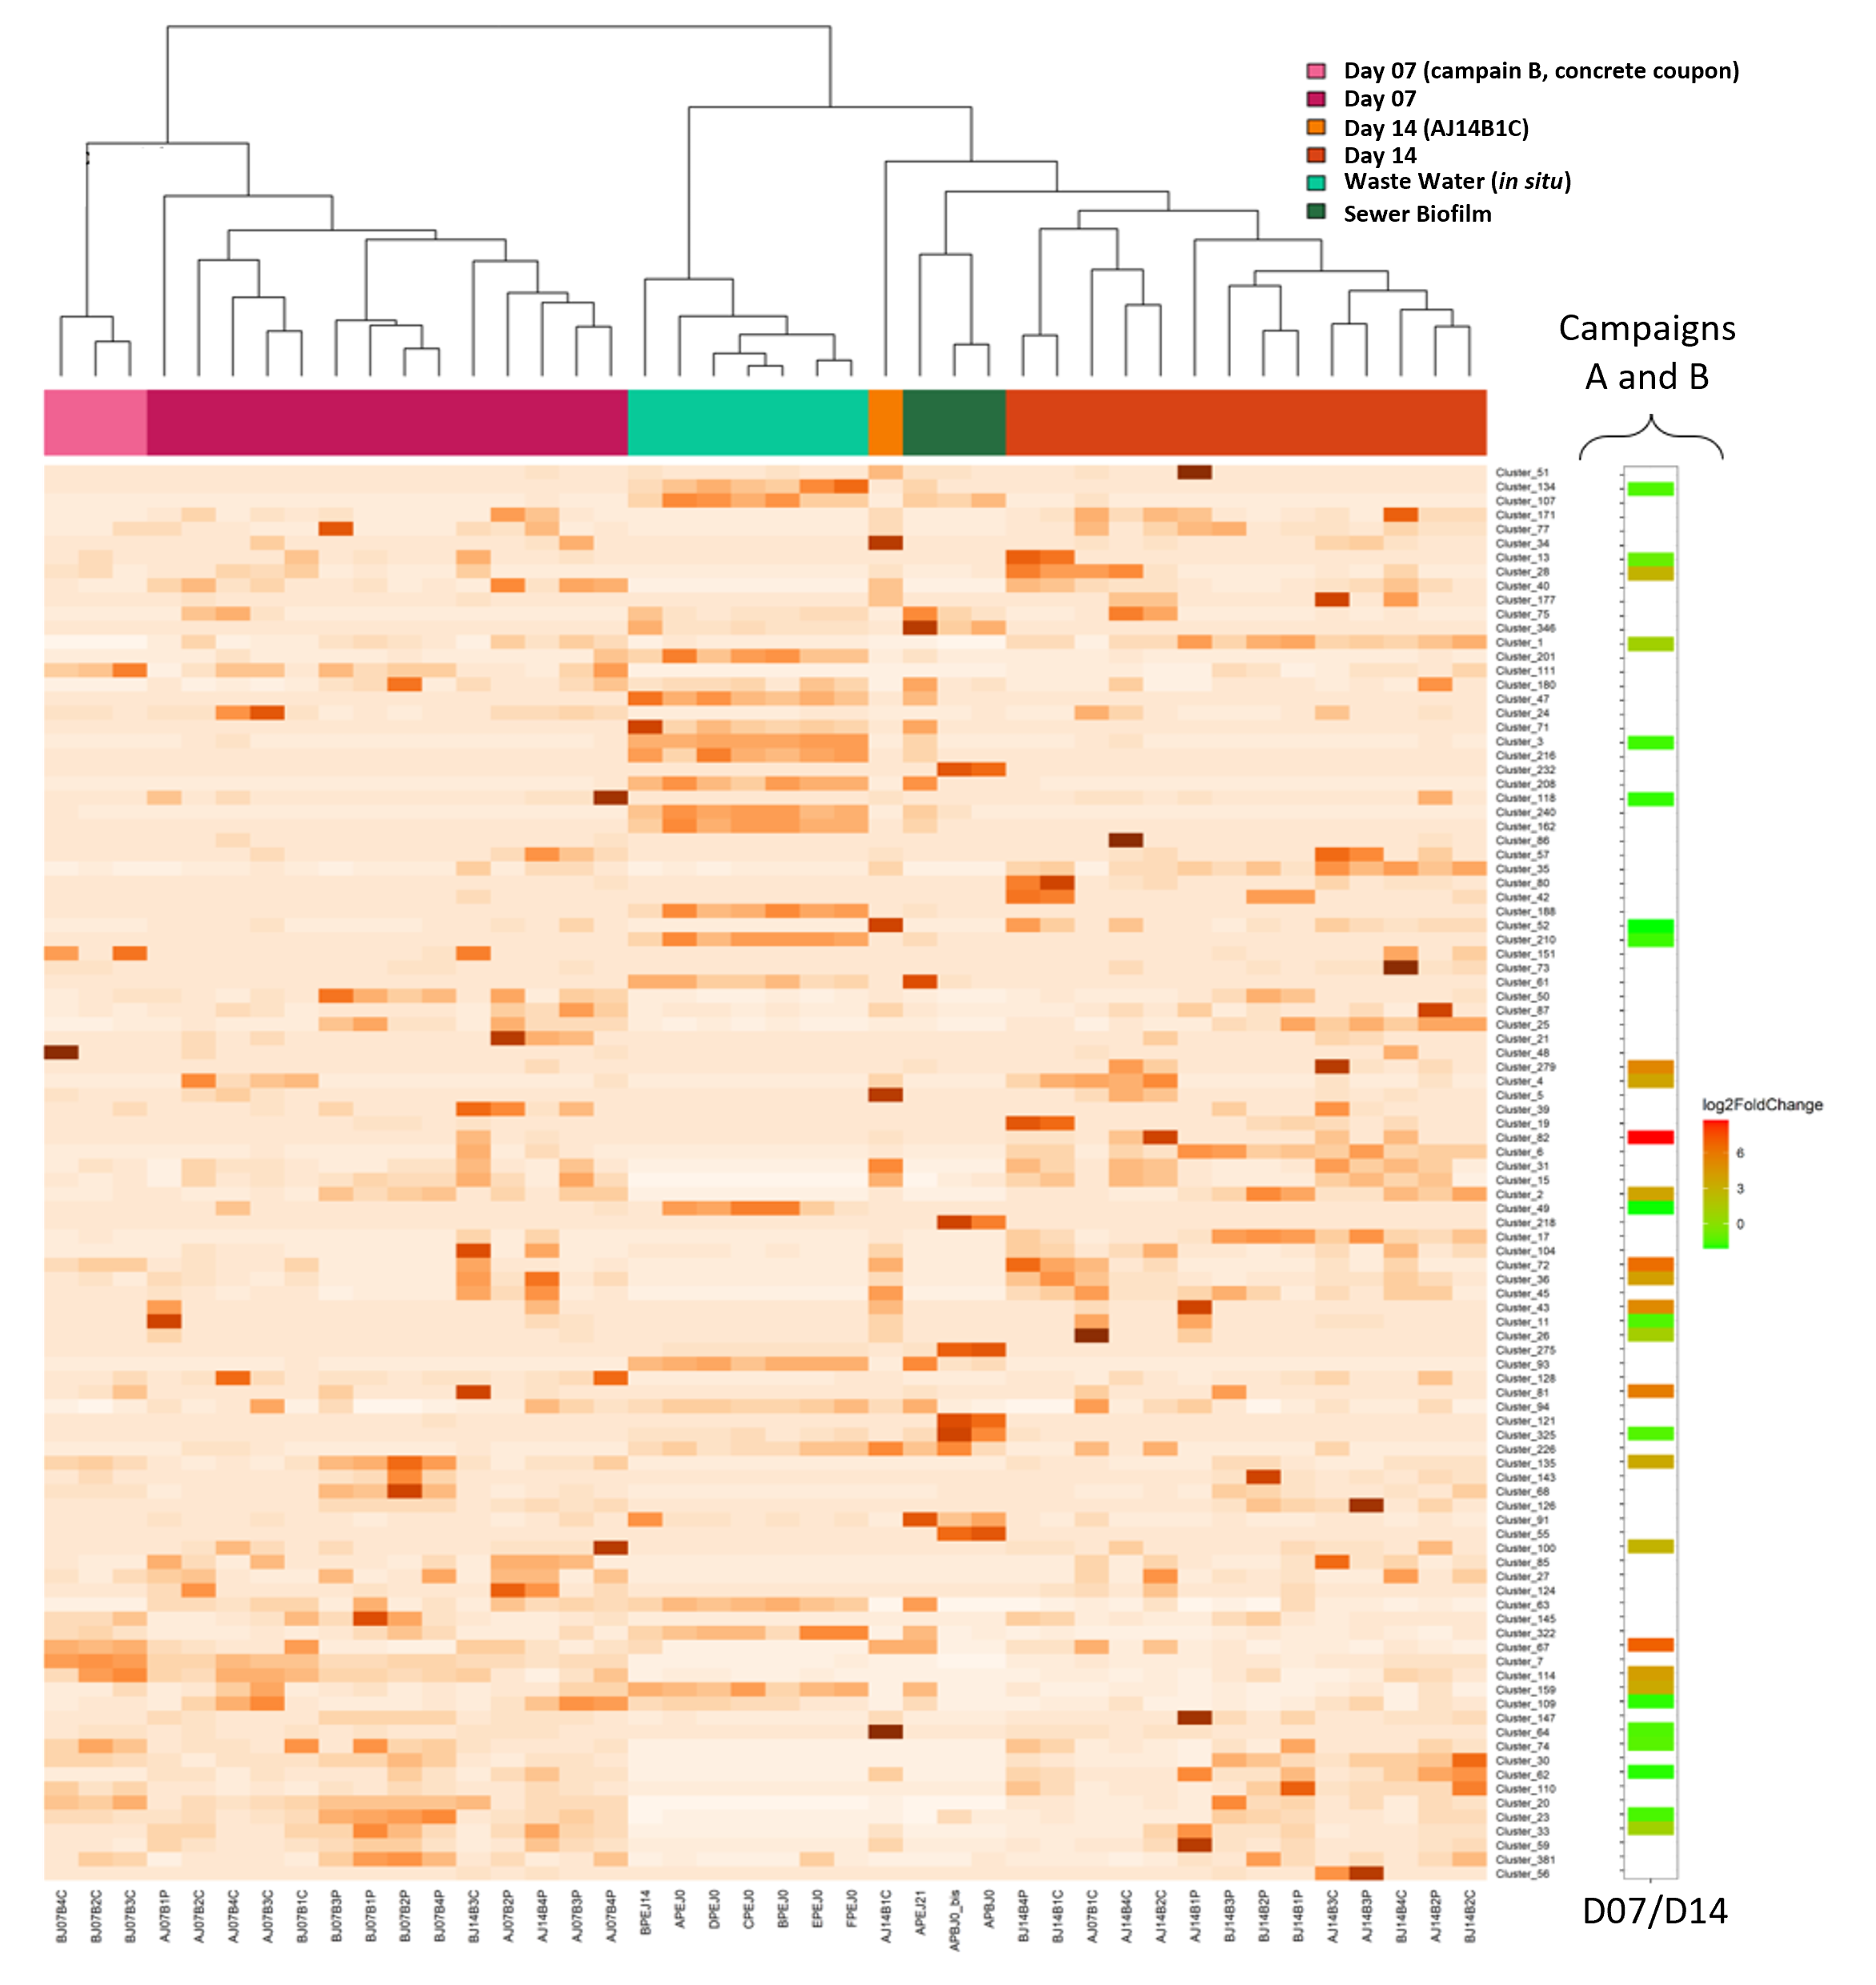 Day 07 (campain B, concrete coupon)
Day 07
Day 14 (AJ14B1C)
Day 14
Waste Water (in situ)
Sewer Biofilm
Campaigns
A and B
Cluster_51
Cluster_134
Cluster_107
Cluster_171
Cluster_77
Cluster_34
Cluster_13
Cluster_28
Cluster_40
Cluster_177
Cluster_75
Cluster_346
Cluster_1
Cluster_201
Cluster_111
Cluster_180
Cluster_47
Cluster_24
Cluster_71
Cluster_3
Cluster_216
Cluster_232
Cluster_208
Cluster_118
Cluster_240
Cluster_162
Cluster_86
Cluster_57
Cluster_35
Cluster_80
Cluster_42
Cluster_188
Cluster_52
Cluster_210
Cluster_151
Cluster_73
Cluster_61
Cluster_50
Cluster_87
Cluster_25
Cluster_21
Cluster_48
Cluster_279
Cluster_4
Cluster_5
Cluster_39
Cluster_19
Cluster_82
Cluster_6
Cluster_31
Cluster_15
Cluster_2
Cluster_49
Cluster_218
Cluster_17
Cluster_104
Cluster_72
Cluster_36
Cluster_45
Cluster_43
Cluster_11
Cluster_26
Cluster_275
Cluster_93
Cluster_128
Cluster_81
Cluster_94
Cluster_121
Cluster_325
Cluster_226
Cluster_135
Cluster_143
Cluster_68
Cluster_126
Cluster_91
Cluster_55
Cluster_100
Cluster_85
Cluster_27
Cluster_124
Cluster_63
Cluster_145
Cluster_322
Cluster_67
Cluster_7
Cluster_114
Cluster_159
Cluster_109
Cluster_147
Cluster_64
Cluster_74
Cluster_30
Cluster_62
Cluster_110
Cluster_20
Cluster_23
Cluster_33
Cluster_59
Cluster_381
Cluster_56
log2FoldChange
6
3
0
BJ07B4C
BJ07B2C
BJ07B3C
AJ07B1P
AJ07B2C
AJ07B4C
AJ07B3C
BJ07B1C
BJ07B3P
BJ07B1P
BJ07B2P
BJ07B4P
BJ14B3C
AJ07B2P
AJ14B4P
AJ07B3P
AJ07B4P
BPEJ14
APEJ0
DPEJ0
CPEJ0
BPEJ0
EPEJ0
FPEJ0
AJ14B1C
APEJ21
APBJ0_bis
APBJ0
BJ14B4P
BJ14B1C
AJ07B1C
AJ14B4C
AJ14B2C
AJ14B1P
BJ14B3P
BJ14B2P
BJ14B1P
AJ14B3C
AJ14B3P
BJ14B4C
AJ14B2P
BJ14B2C
D07/D14